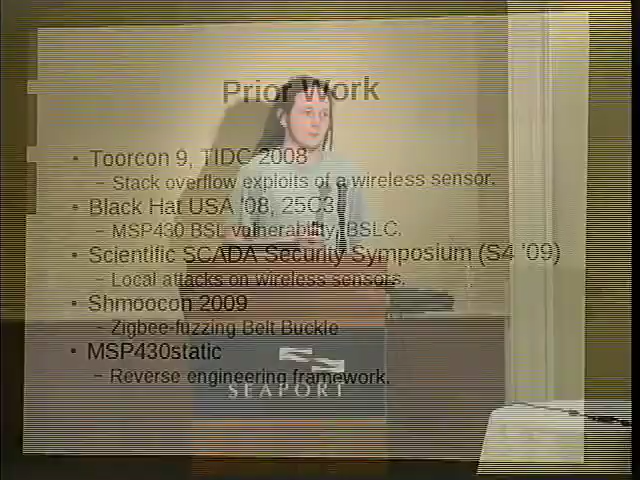 Prior Work
• Toorcon 9, TIDC 2008
– Stack overflow exploits of a wireless sensor.
• Black Hat USA '08, 25C3
– MSP430 BSL vulnerability, BSLC.
• Scientific SCADA Security Symposium (S4 '09)
– Local attacks on wireless sensors.
• Shmoocon 2009
– Zigbee-fuzzing Belt Buckle
• MSP430static
– Reverse engineering framework.
SEAPORT